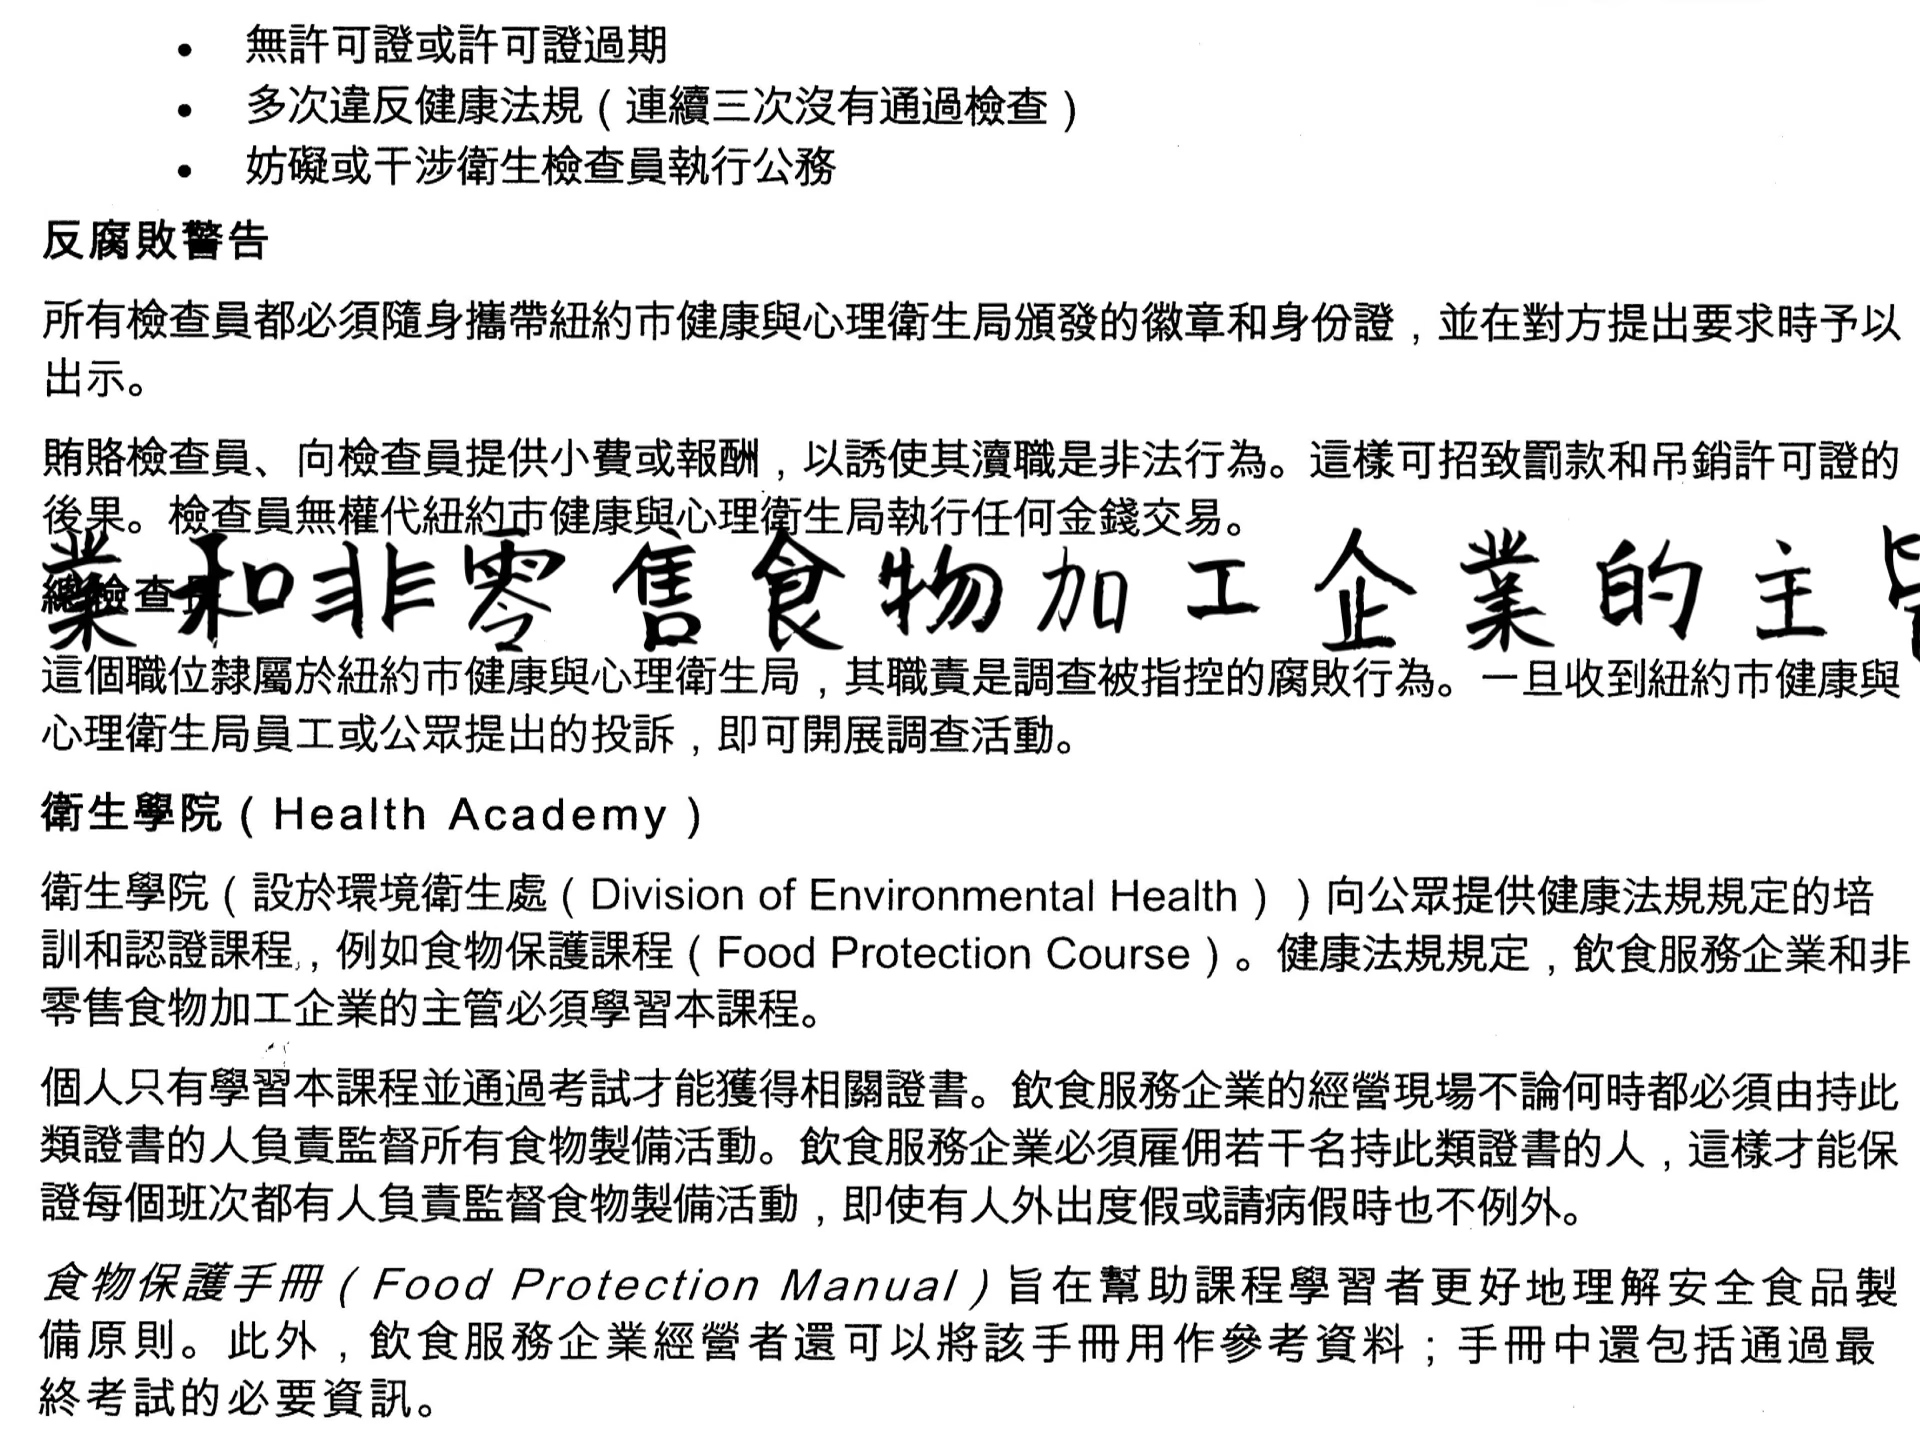 • 無許可證或許可證過期
• 多次違反健康法規（連續三次沒有通過檢查）
• 妨礙或干涉衛生檢查員執行公務
反腐敗警告
所有檢查員都必須隨身攜帶紐約市健康與心理衛生局頒發的徽章和身份證，並在對方提出要求時予以
出示。
賄賂檢查員、向檢查員提供小費或報酬，以誘使其瀆職是非法行為。這樣可招致罰款和吊銷許可證的
後果。檢查員無權代紐約市健康與心理衛生局執行任何金錢交易。
業和非零售食物加工企業的主管
總檢查長
這個職位隸屬於紐約市健康與心理衛生局，其職責是調查被指控的腐敗行為。一旦收到紐約市健康與
心理衛生局員工或公眾提出的投訴，即可開展調查活動。
衛生學院（Health Academy）
衛生學院（設於環境衛生處（Division of Environmental Health））向公眾提供健康法規規定的培
訓和認證課程，例如食物保護課程（Food Protection Course）。健康法規規定，飲食服務企業和非
零售食物加工企業的主管必須學習本課程。
個人只有學習本課程並通過考試才能獲得相關證書。飲食服務企業的經營現場不論何時都必須由持此
類證書的人負責監督所有食物製備活動。飲食服務企業必須雇佣若干名持此類證書的人，這樣才能保
證每個班次都有人負責監督食物製備活動，即使有人外出度假或請病假時也不例外。
食物保護手冊（Food Protection Manual）旨在幫助課程學習者更好地理解安全食品製
備原則。此外，飲食服務企業經營者還可以將該手冊用作參考資料；手冊中還包括通過最
終考試的必要資訊。